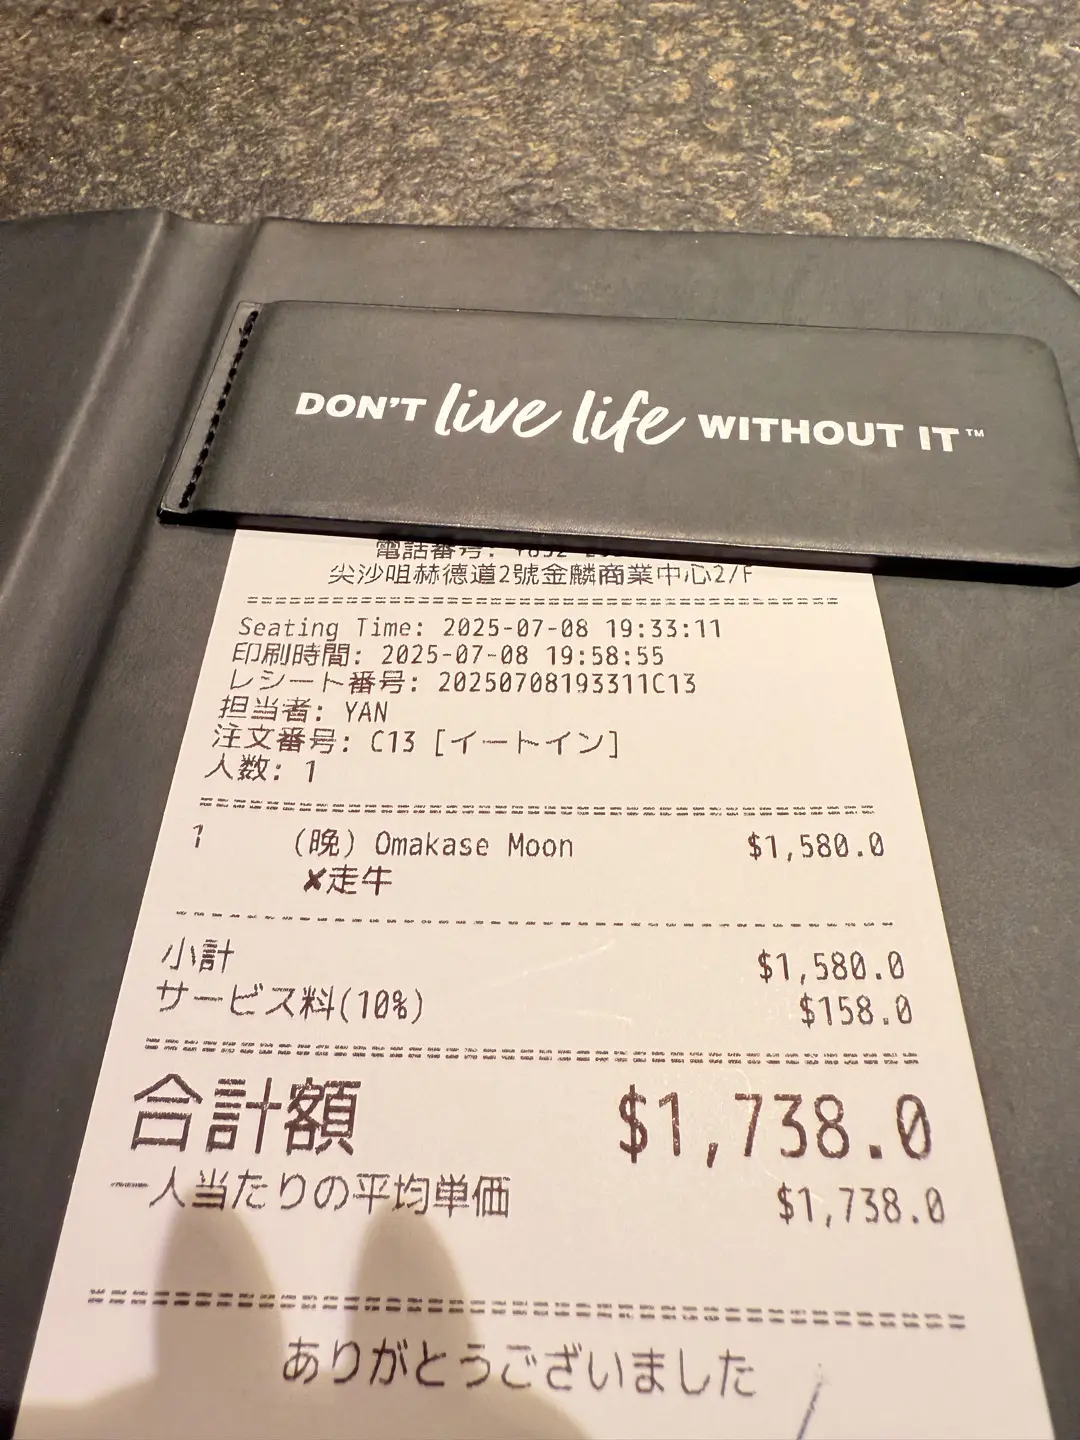 DON'T live life WITHOUT IT™
電話番号:
尖沙咀赫德道2號金麟商業中心2/F
Seating Time: 2025-07-08 19:33:11
印刷時間: 2025-07-08 19:58:55
レシート番号: 20250708193311C13
担当者: YAN
注文番号: C13 [イートイン]
人数: 1
1 (晚) Omakase Moon $1,580.0
✘走牛
小計 $1,580.0
サービス料(10%) $158.0
合計額 $1,738.0
一人当たりの平均単価 $1,738.0
ありがとうございました